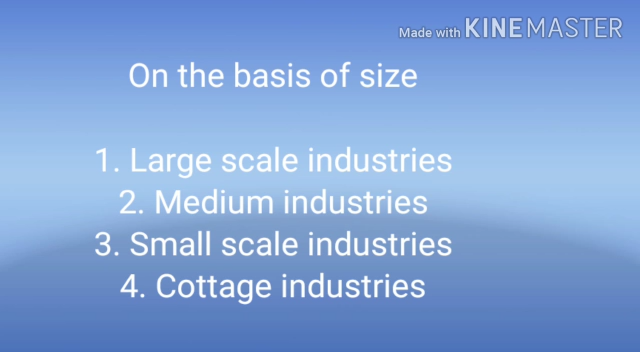 Made with KINEMASTER
On the basis of size
1. Large scale industries
2. Medium industries
3. Small scale industries
4. Cottage industries